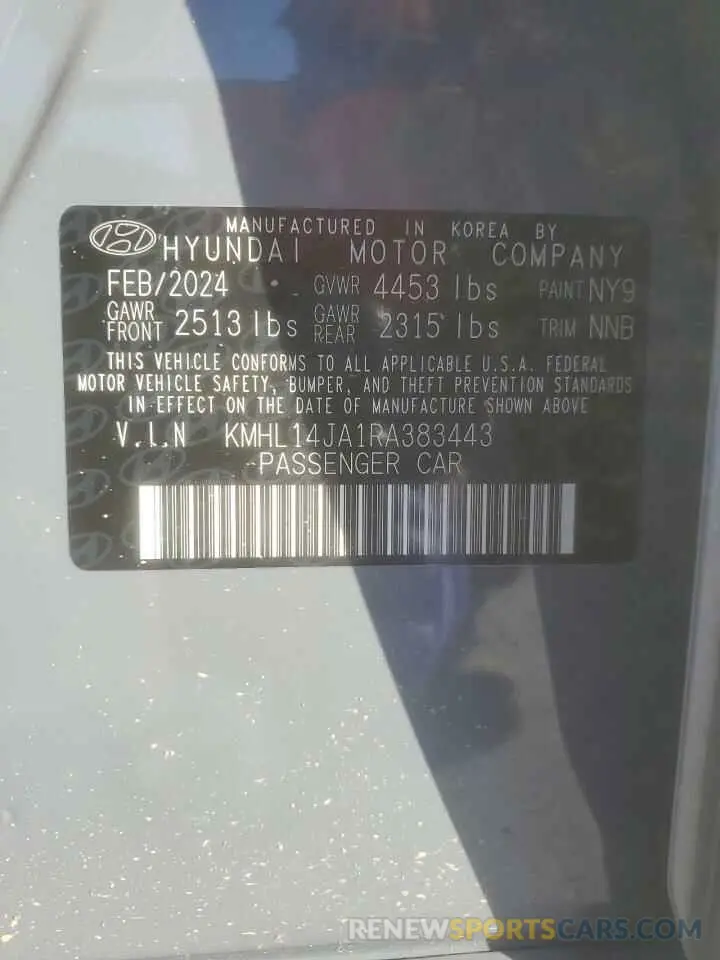 MANUFACTURED IN KOREA BY
HYUNDAI MOTOR COMPANY
FEB/2024 GVWR 4453 lbs PAINT NY9
GAWR FRONT 2513 lbs GAWR REAR 2315 lbs TRIM NNB
THIS VEHICLE CONFORMS TO ALL APPLICABLE U.S.A. FEDERAL
MOTOR VEHICLE SAFETY, BUMPER, AND THEFT PREVENTION STANDARDS
IN EFFECT ON THE DATE OF MANUFACTURE SHOWN ABOVE
V.I.N KMHL14JA1RA383443
PASSENGER CAR
RENEWSPORTSCARS.COM